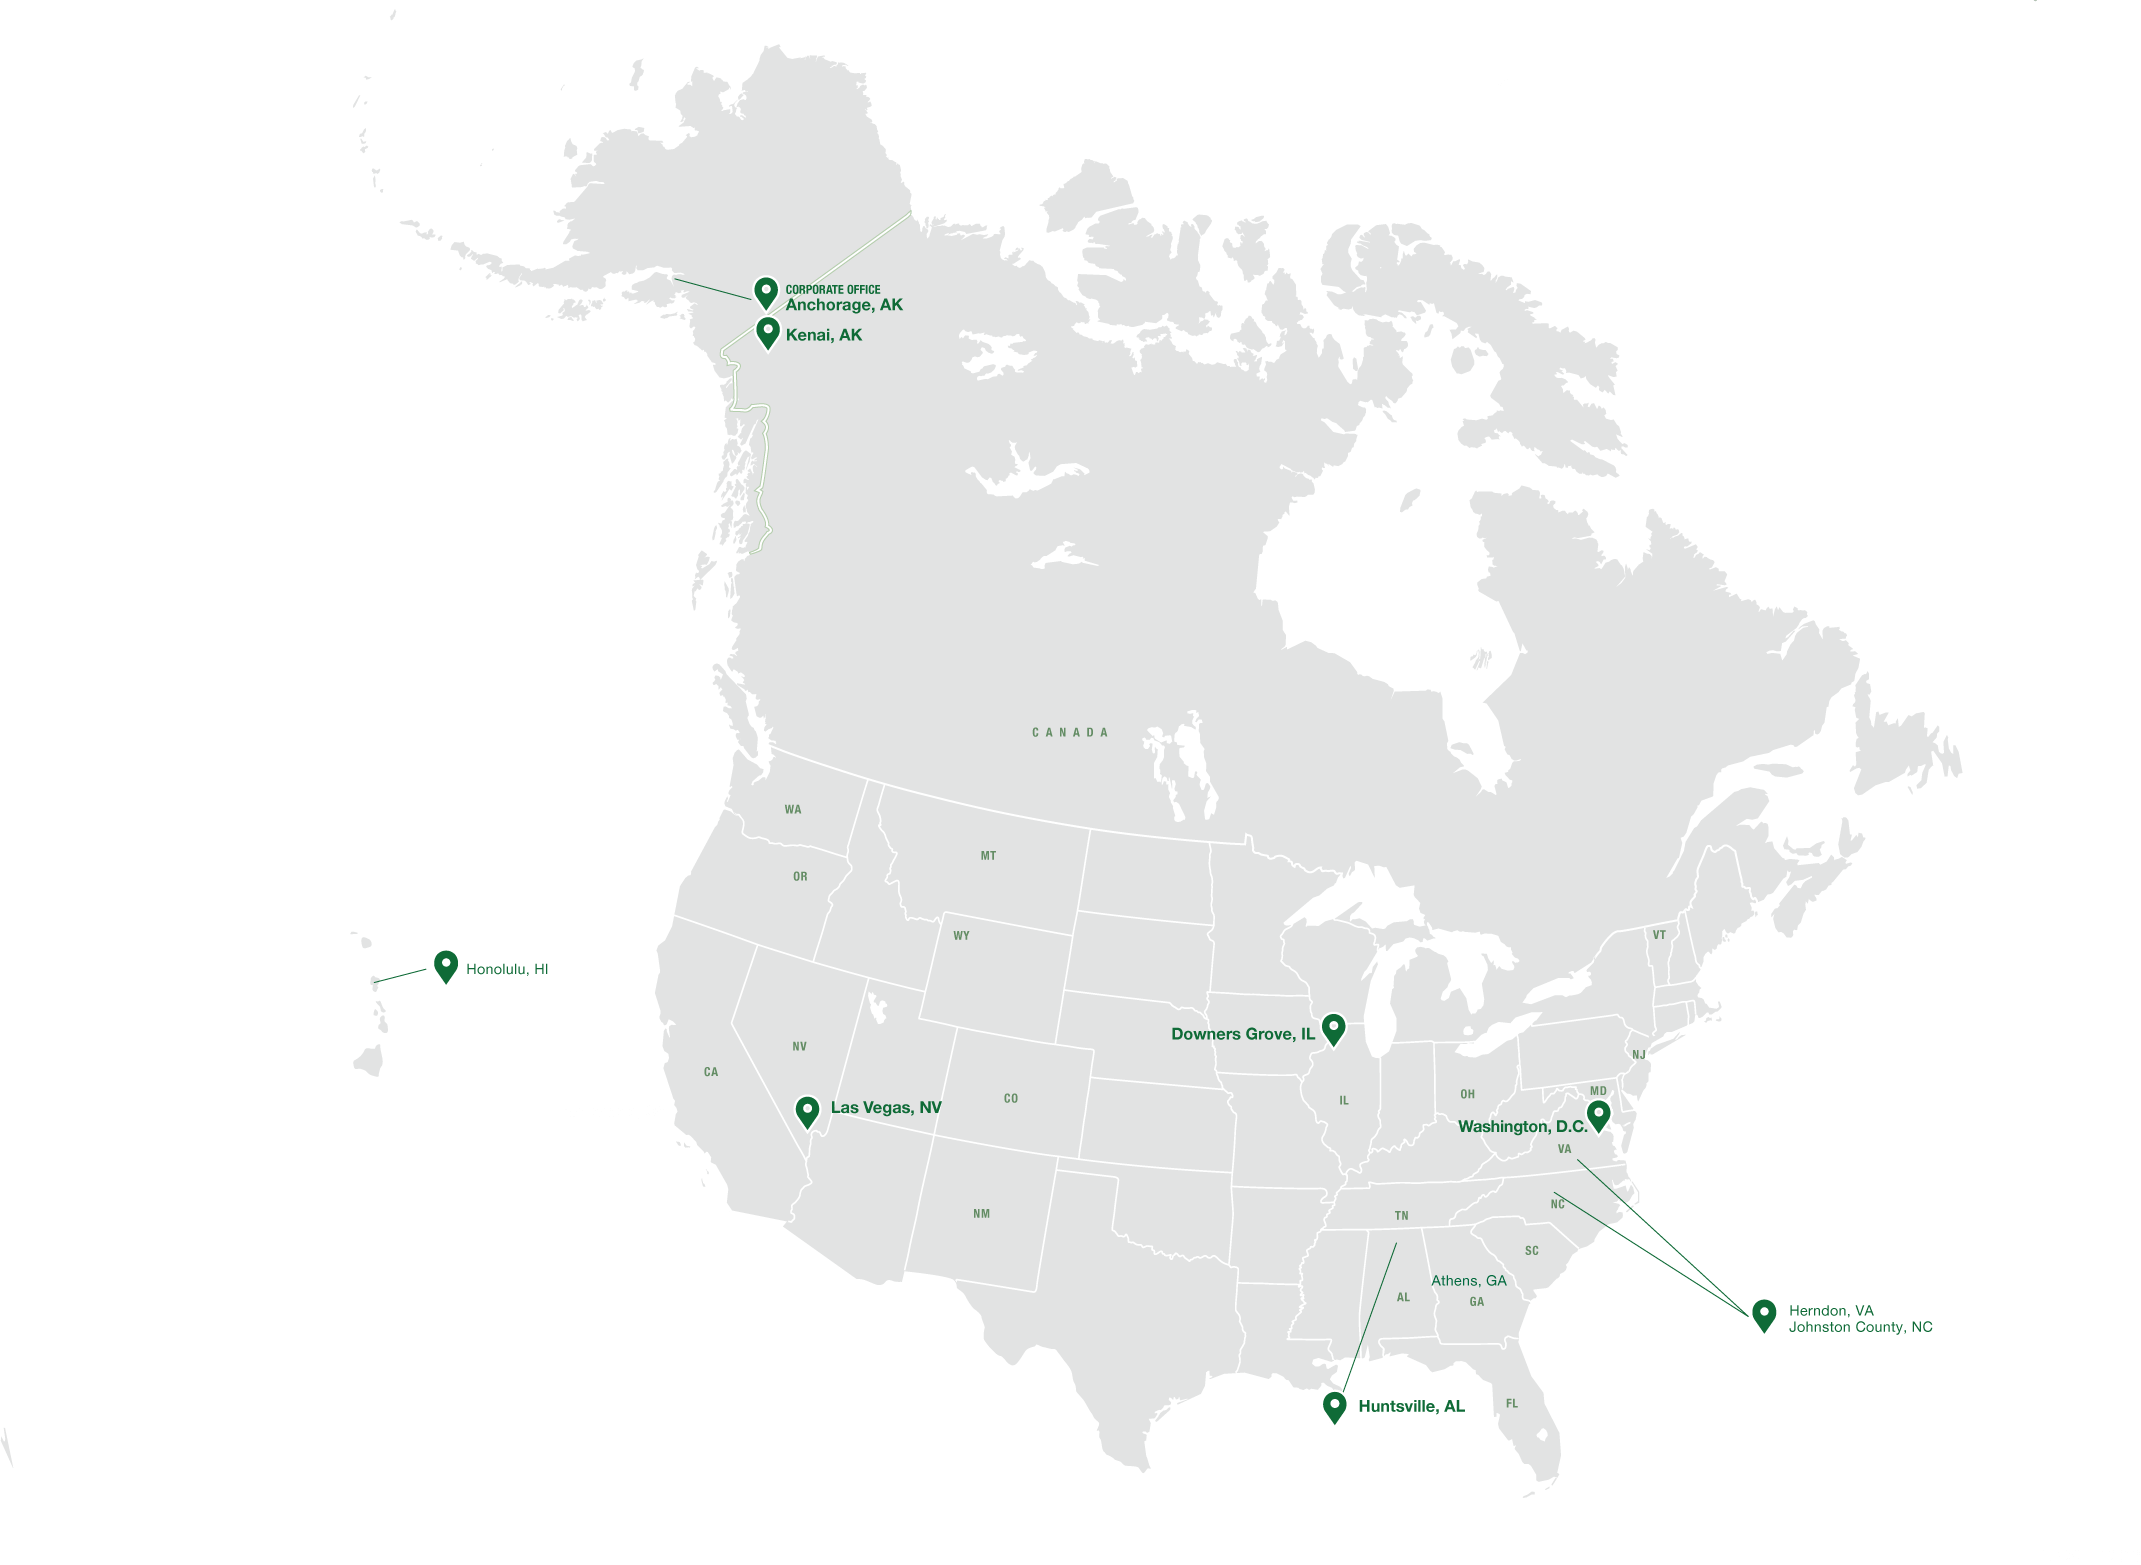 CORPORATE OFFICE
Anchorage, AK
Kenai, AK
CANADA
WA
MT
OR
WY
VT
Honolulu, HI
Downers Grove, IL
NV
NJ
CA
MD
OH
CO
IL
Las Vegas, NV
Washington, D.C.
VA
NC
NM
TN
SC
Athens, GA
AL
GA
Herndon, VA
Johnston County, NC
FL
Huntsville, AL